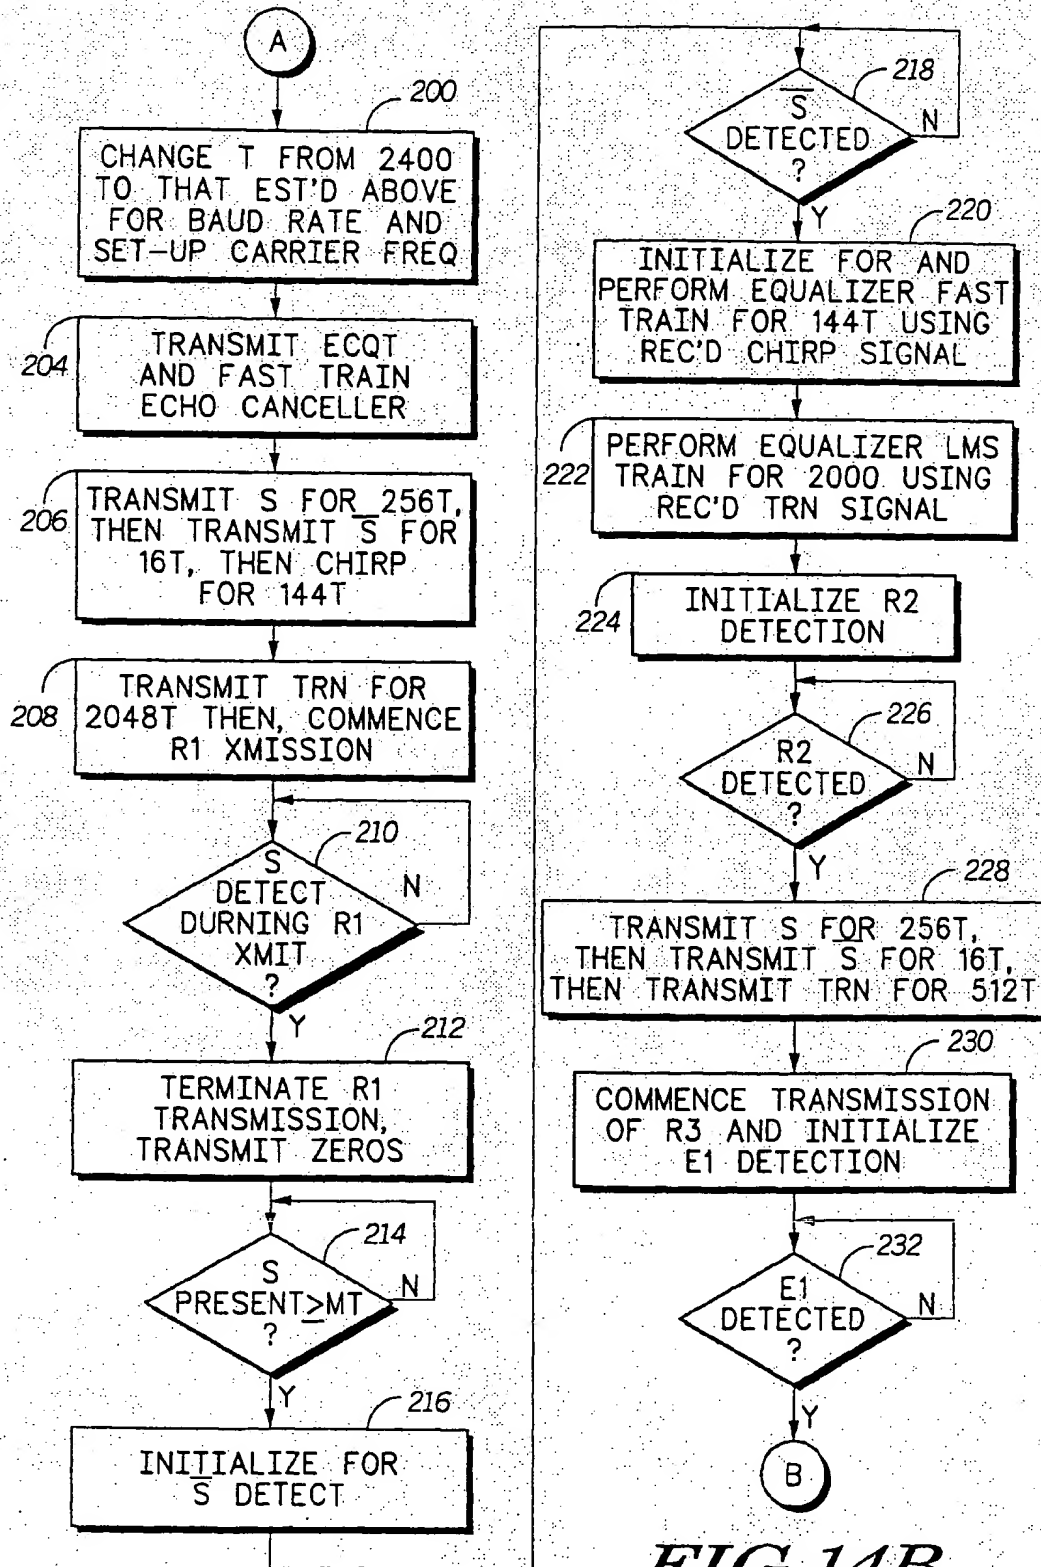 A
200
CHANGE T FROM 2400
TO THAT EST'D ABOVE
FOR BAUD RATE AND
SET-UP CARRIER FREQ
204
TRANSMIT ECQT
AND FAST TRAIN
ECHO CANCELLER
206
TRANSMIT S FOR 256T,
THEN TRANSMIT S̅ FOR
16T, THEN CHIRP
FOR 144T
208
TRANSMIT TRN FOR
2048T THEN, COMMENCE
R1 XMISSION
210
S
DETECT
DURNING R1
XMIT
?
N
Y
212
TERMINATE R1
TRANSMISSION,
TRANSMIT ZEROS
214
S
PRESENT≥MT
?
N
Y
216
INITIALIZE FOR
S̅ DETECT
218
S̅
DETECTED
?
N
Y
220
INITIALIZE FOR AND
PERFORM EQUALIZER FAST
TRAIN FOR 144T USING
REC'D CHIRP SIGNAL
222
PERFORM EQUALIZER LMS
TRAIN FOR 2000 USING
REC'D TRN SIGNAL
224
INITIALIZE R2
DETECTION
226
R2
DETECTED
?
N
Y
228
TRANSMIT S FOR 256T,
THEN TRANSMIT S̅ FOR 16T,
THEN TRANSMIT TRN FOR 512T
230
COMMENCE TRANSMISSION
OF R3 AND INITIALIZE
E1 DETECTION
232
E1
DETECTED
?
N
Y
B
FIG.14B